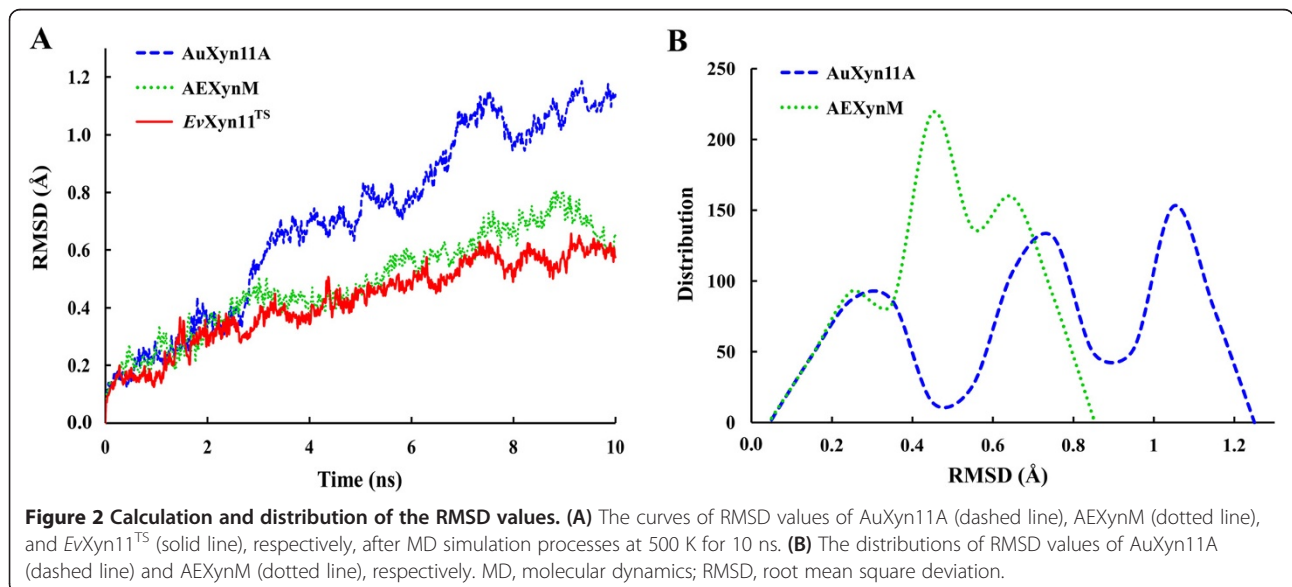 A
B
AuXyn11A
AEXynM
EvXyn11TS
RMSD (Å)
1.2
1.0
0.8
0.6
0.4
0.2
0.0
0 2 4 6 8 10
Time (ns)
AuXyn11A
AEXynM
Distribution
250
200
150
100
50
0
0.0 0.2 0.4 0.6 0.8 1 1.2
RMSD (Å)
Figure 2 Calculation and distribution of the RMSD values. (A) The curves of RMSD values of AuXyn11A (dashed line), AEXynM (dotted line),
and EvXyn11TS (solid line), respectively, after MD simulation processes at 500 K for 10 ns. (B) The distributions of RMSD values of AuXyn11A
(dashed line) and AEXynM (dotted line), respectively. MD, molecular dynamics; RMSD, root mean square deviation.